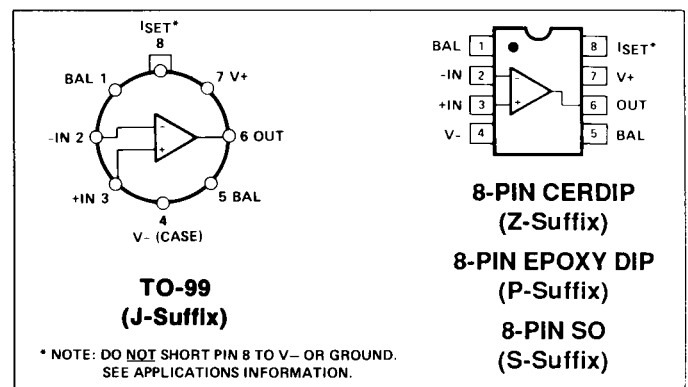 ISET*
8
BAL 1
7 V+
-IN 2
-
+
6 OUT
+IN 3
5 BAL
4
V- (CASE)
TO-99
(J-Suffix)
* NOTE: DO NOT SHORT PIN 8 TO V- OR GROUND.
SEE APPLICATIONS INFORMATION.
BAL 1 8 ISET*
-IN 2 - 7 V+
+IN 3 + 6 OUT
V- 4 5 BAL
8-PIN CERDIP
(Z-Suffix)
8-PIN EPOXY DIP
(P-Suffix)
8-PIN SO
(S-Suffix)